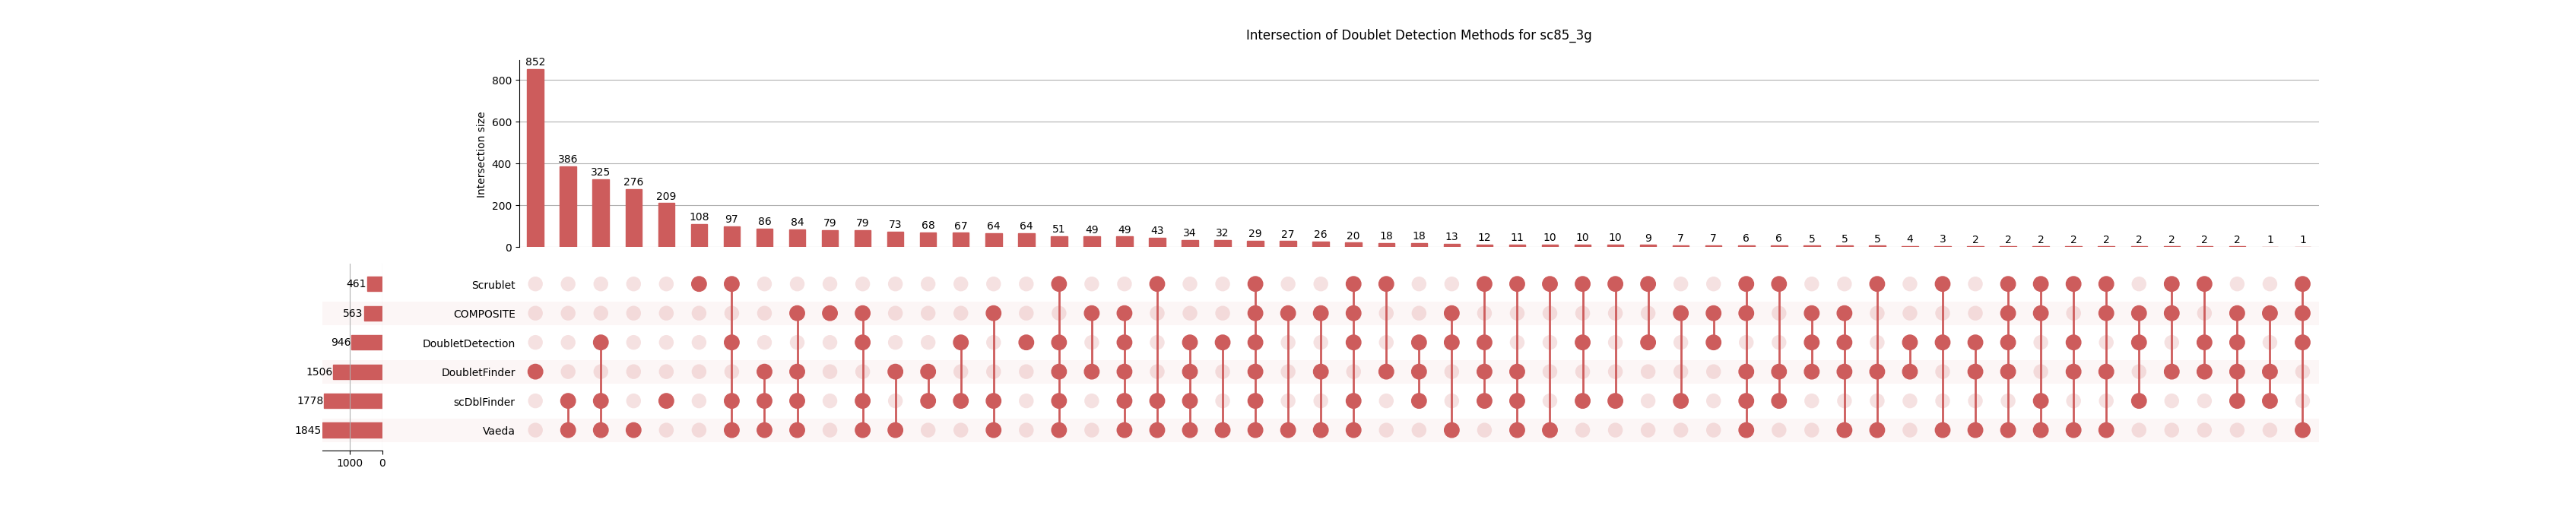 Intersection of Doublet Detection Methods for sc85_3g
Intersection size
800
600
400
200
0
852 386 325 276 209 108 97 86 84 79 79 73 68 67 64 64 51 49 49 43 34 32 29 27 26 20 18 18 13 12 11 10 10 10 9 7 7 6 6 5 5 5 4 3 2 2 2 2 2 2 2 2 2 1 1
461 Scrublet
563 COMPOSITE
946 DoubletDetection
1506 DoubletFinder
1778 scDblFinder
1845 Vaeda
1000 0